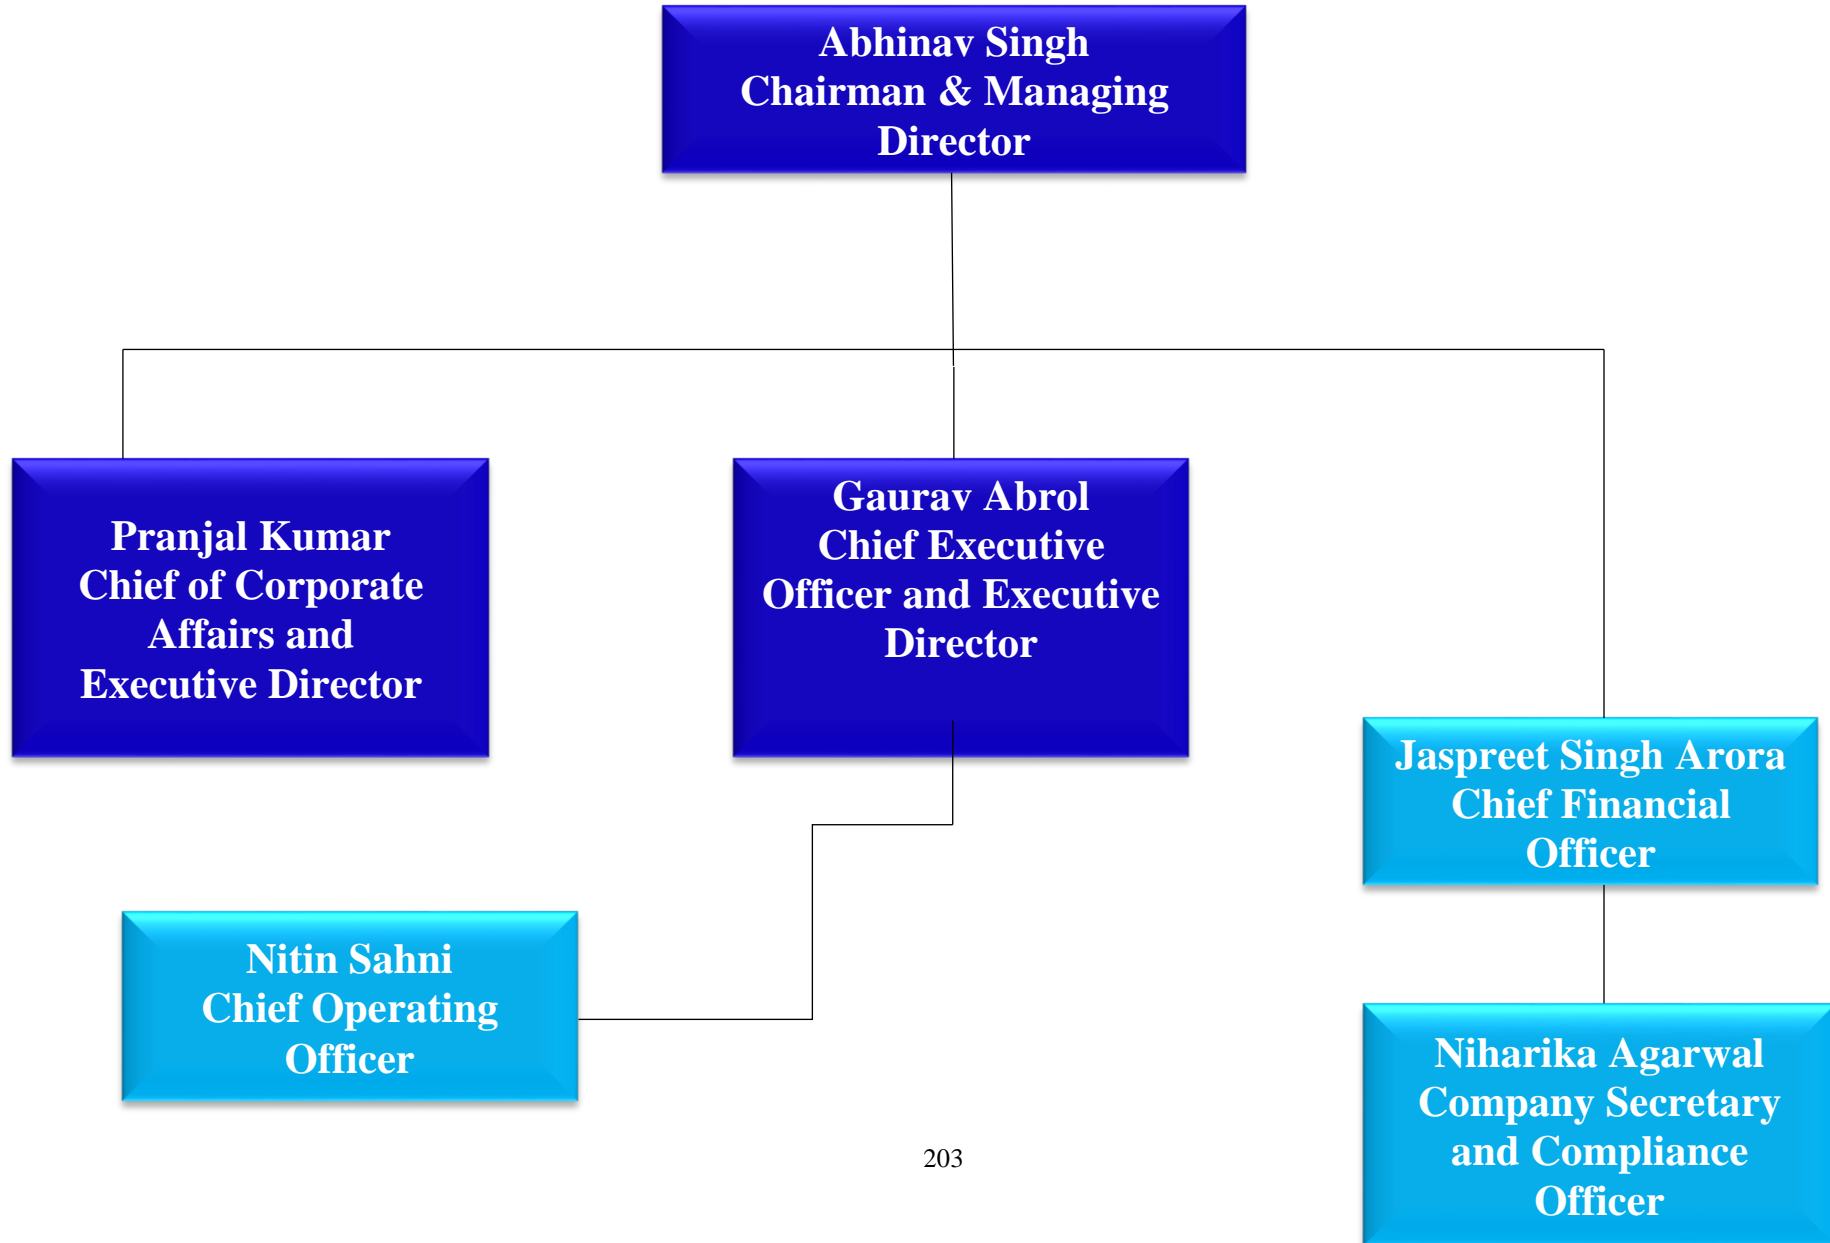 Abhinav Singh
Chairman & Managing
Director
Pranjal Kumar
Chief of Corporate
Affairs and
Executive Director
Gaurav Abrol
Chief Executive
Officer and Executive
Director
Jaspreet Singh Arora
Chief Financial
Officer
Nitin Sahni
Chief Operating
Officer
Niharika Agarwal
Company Secretary
and Compliance
Officer
203